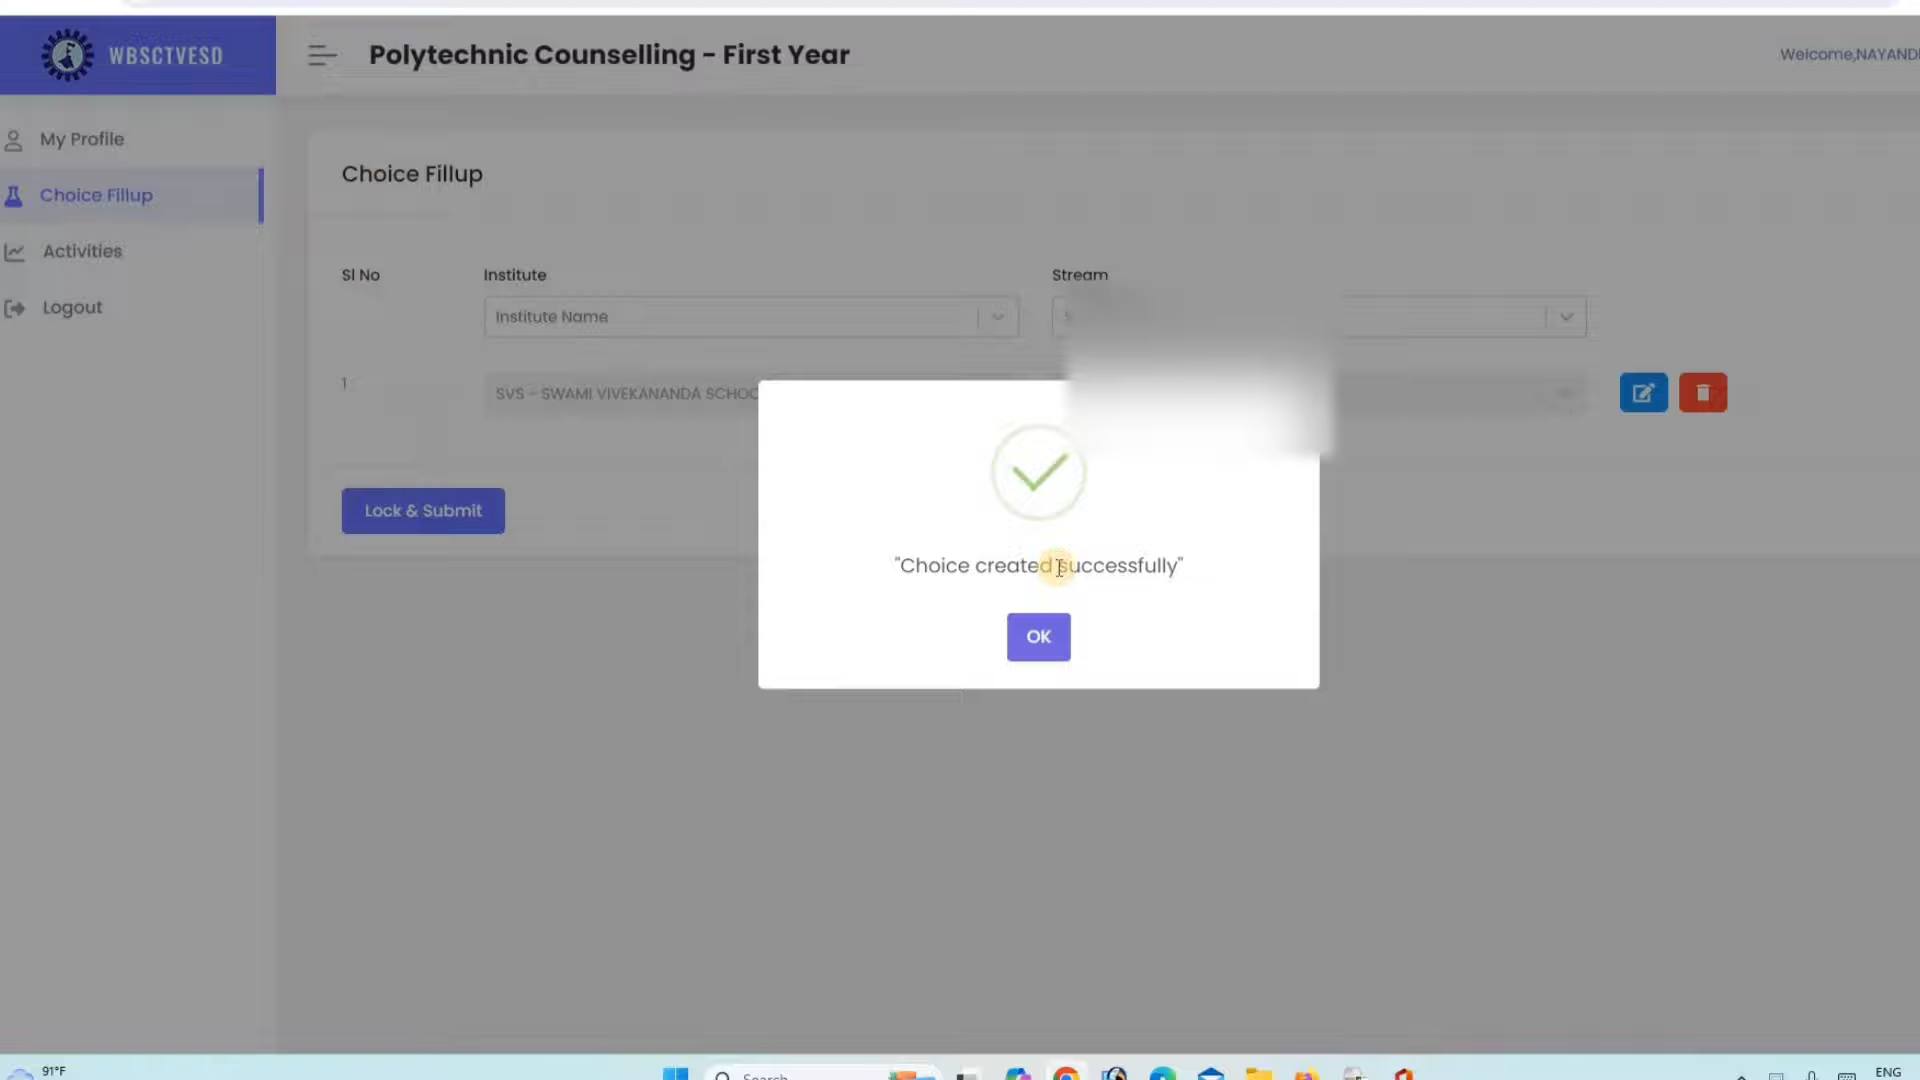 WBSCTVESD
Polytechnic Counselling - First Year
Welcome,NAYAND
My Profile
Choice Fillup
Activities
Logout
Choice Fillup
Sl No
Institute
Stream
Institute Name
1
SVS - SWAMI VIVEKANANDA SCHOO
Lock & Submit
"Choice created successfully"
OK
91°F
Search
ENG